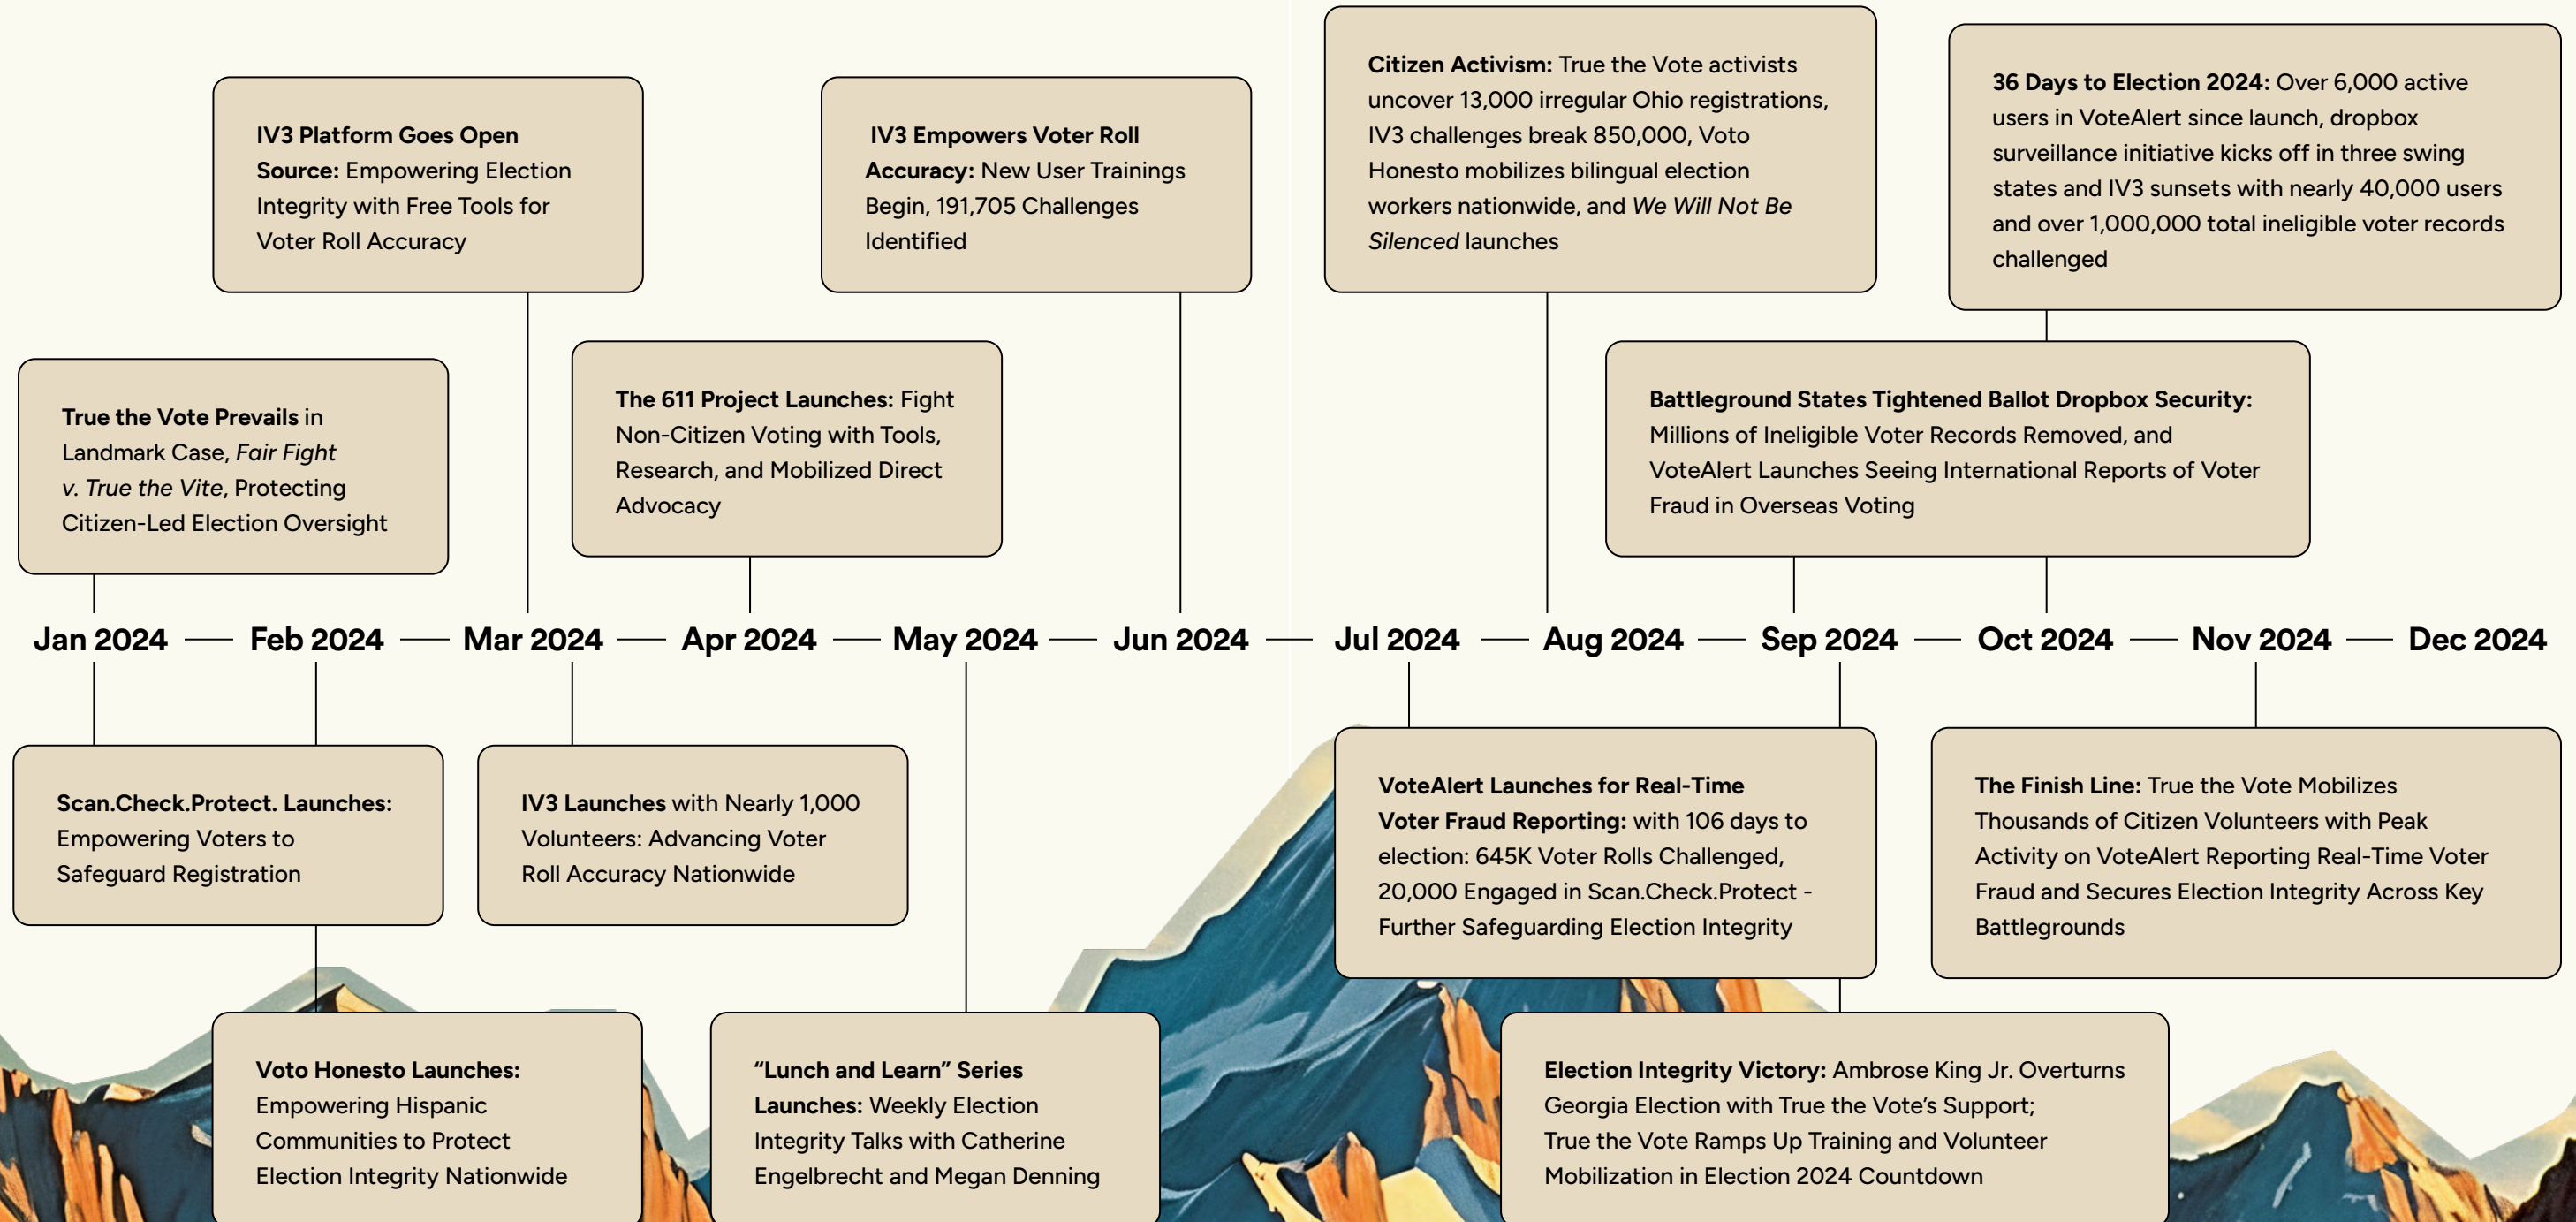 IV3 Platform Goes Open
Source: Empowering Election
Integrity with Free Tools for
Voter Roll Accuracy
IV3 Empowers Voter Roll
Accuracy: New User Trainings
Begin, 191,705 Challenges
Identified
Citizen Activism: True the Vote activists
uncover 13,000 irregular Ohio registrations,
IV3 challenges break 850,000, Voto
Honesto mobilizes bilingual election
workers nationwide, and We Will Not Be
Silenced launches
36 Days to Election 2024: Over 6,000 active
users in VoteAlert since launch, dropbox
surveillance initiative kicks off in three swing
states and IV3 sunsets with nearly 40,000 users
and over 1,000,000 total ineligible voter records
challenged
True the Vote Prevails in
Landmark Case, Fair Fight
v. True the Vite, Protecting
Citizen-Led Election Oversight
The 611 Project Launches: Fight
Non-Citizen Voting with Tools,
Research, and Mobilized Direct
Advocacy
Battleground States Tightened Ballot Dropbox Security:
Millions of Ineligible Voter Records Removed, and
VoteAlert Launches Seeing International Reports of Voter
Fraud in Overseas Voting
Jan 2024 Feb 2024 Mar 2024 Apr 2024 May 2024 Jun 2024 Jul 2024 Aug 2024 Sep 2024 Oct 2024 Nov 2024 Dec 2024
Scan.Check.Protect. Launches:
Empowering Voters to
Safeguard Registration
IV3 Launches with Nearly 1,000
Volunteers: Advancing Voter
Roll Accuracy Nationwide
VoteAlert Launches for Real-Time
Voter Fraud Reporting: with 106 days to
election: 645K Voter Rolls Challenged,
20,000 Engaged in Scan.Check.Protect -
Further Safeguarding Election Integrity
The Finish Line: True the Vote Mobilizes
Thousands of Citizen Volunteers with Peak
Activity on VoteAlert Reporting Real-Time Voter
Fraud and Secures Election Integrity Across Key
Battlegrounds
Voto Honesto Launches:
Empowering Hispanic
Communities to Protect
Election Integrity Nationwide
“Lunch and Learn” Series
Launches: Weekly Election
Integrity Talks with Catherine
Engelbrecht and Megan Denning
Election Integrity Victory: Ambrose King Jr. Overturns
Georgia Election with True the Vote’s Support;
True the Vote Ramps Up Training and Volunteer
Mobilization in Election 2024 Countdown